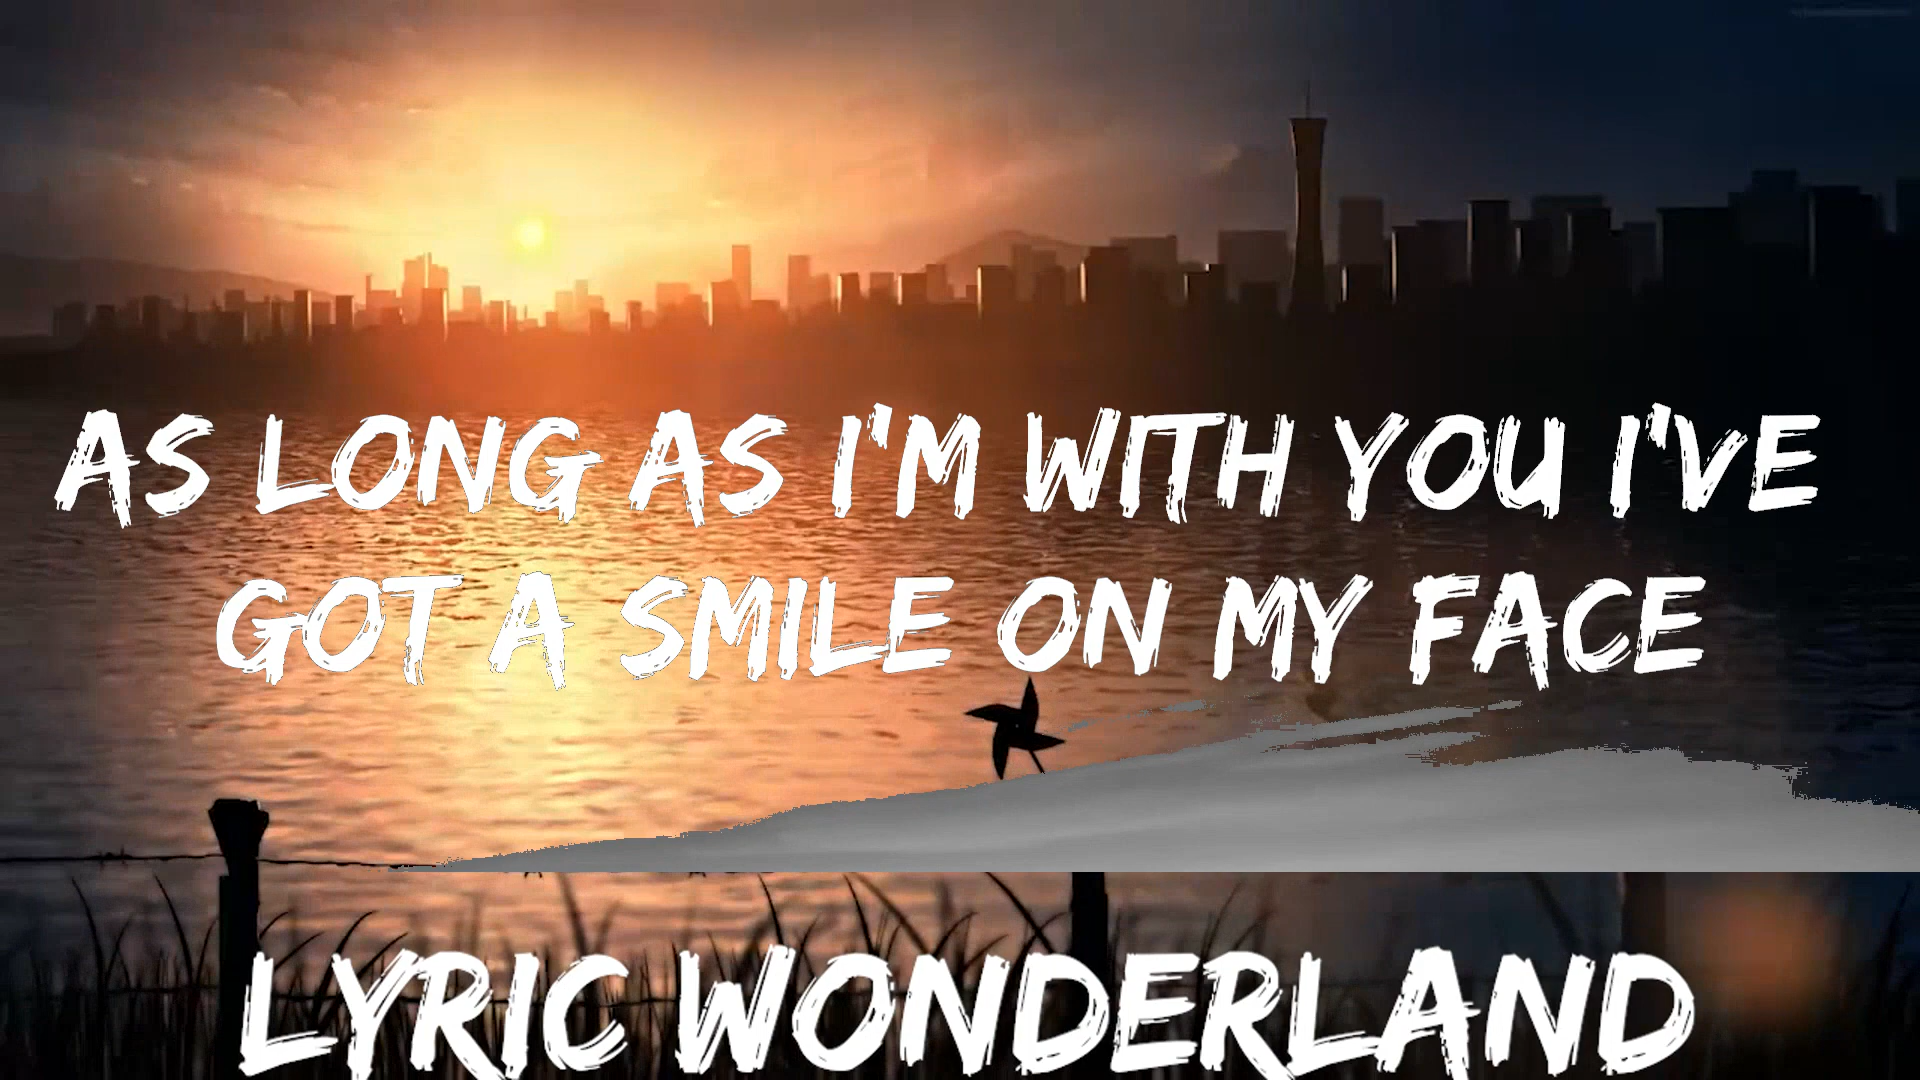 AS LONG AS I'M WITH YOU I'VE
GOT A SMILE ON MY FACE
LYRIC WONDERLAND